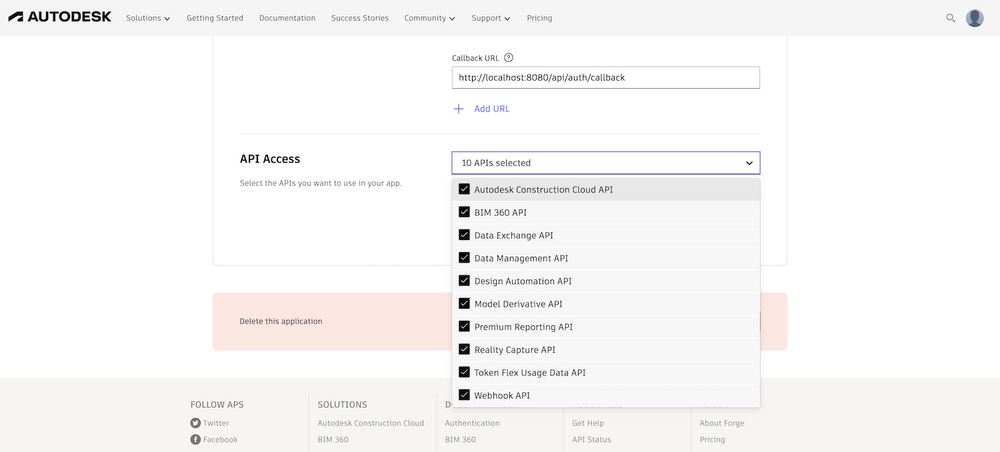 AUTODESK
Solutions Getting Started Documentation Success Stories Community Support Pricing
Callback URL
http://localhost:8080/api/auth/callback
Add URL
API Access
Select the APIs you want to use in your app.
10 APIs selected
Autodesk Construction Cloud API
BIM 360 API
Data Exchange API
Data Management API
Design Automation API
Model Derivative API
Premium Reporting API
Reality Capture API
Token Flex Usage Data API
Webhook API
Delete this application
FOLLOW APS
Twitter
Facebook
SOLUTIONS
Autodesk Construction Cloud
BIM 360
Authentication
BIM 360
Get Help
API Status
About Forge
Pricing